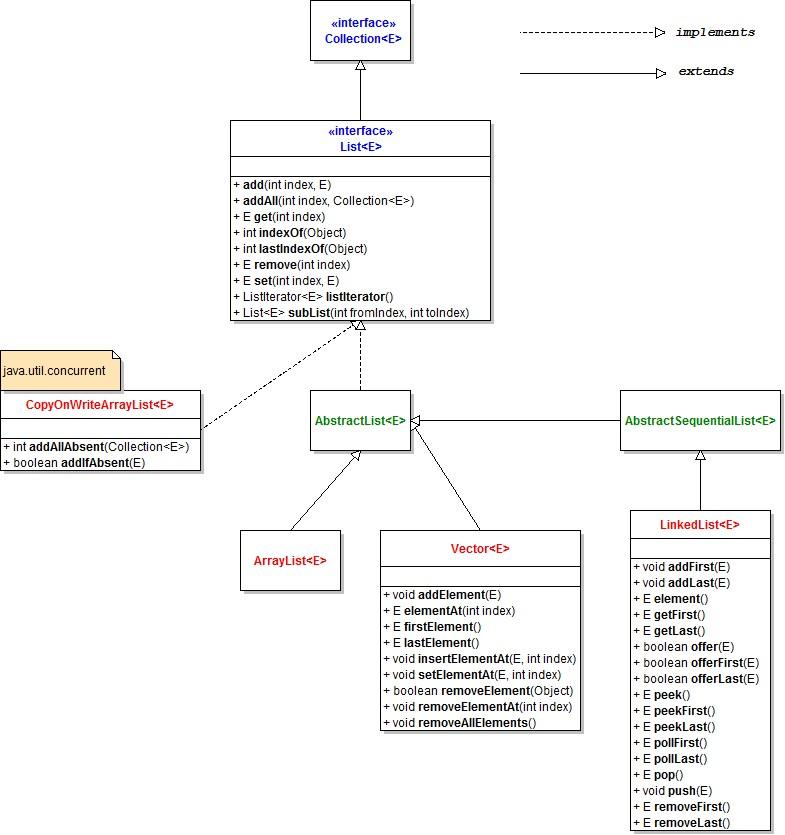 «interface»
Collection<E>
implements
extends
«interface»
List<E>
+ add(int index, E)
+ addAll(int index, Collection<E>)
+ E get(int index)
+ int indexOf(Object)
+ int lastIndexOf(Object)
+ E remove(int index)
+ E set(int index, E)
+ ListIterator<E> listIterator()
+ List<E> subList(int fromIndex, int toIndex)
java.util.concurrent
CopyOnWriteArrayList<E>
+ int addAllAbsent(Collection<E>)
+ boolean addIfAbsent(E)
AbstractList<E>
AbstractSequentialList<E>
ArrayList<E>
Vector<E>
+ void addElement(E)
+ E elementAt(int index)
+ E firstElement()
+ E lastElement()
+ void insertElementAt(E, int index)
+ void setElementAt(E, int index)
+ boolean removeElement(Object)
+ void removeElementAt(int index)
+ void removeAllElements()
LinkedList<E>
+ void addFirst(E)
+ void addLast(E)
+ E element()
+ E getFirst()
+ E getLast()
+ boolean offer(E)
+ boolean offerFirst(E)
+ boolean offerLast(E)
+ E peek()
+ E peekFirst()
+ E peekLast()
+ E pollFirst()
+ E pollLast()
+ E pop()
+ void push(E)
+ E removeFirst()
+ E removeLast()